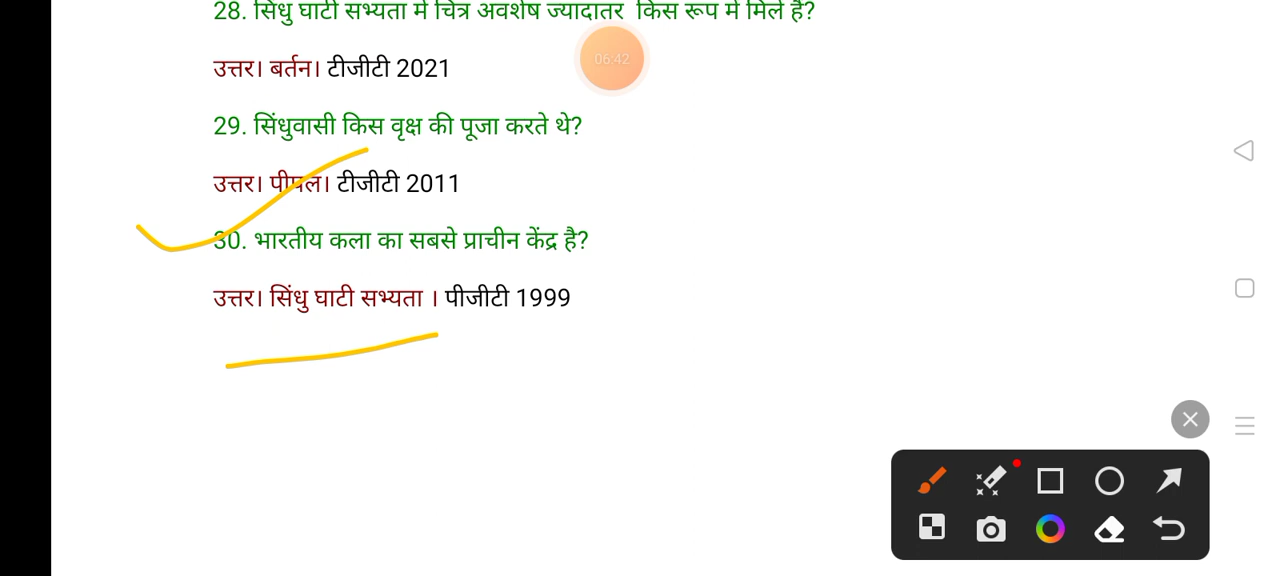 28. सिंधु घाटी सभ्यता में चित्र अवशेष ज्यादातर किस रूप में मिले हैं?
06:42
उत्तर। बर्तन। टीजीटी 2021
29. सिंधुवासी किस वृक्ष की पूजा करते थे?
उत्तर। पीपल। टीजीटी 2011
30. भारतीय कला का सबसे प्राचीन केंद्र है?
उत्तर। सिंधु घाटी सभ्यता । पीजीटी 1999